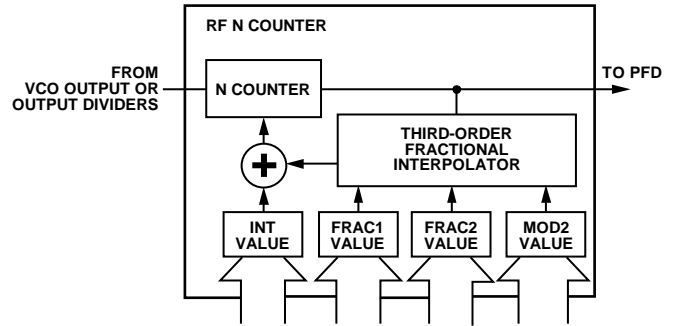 RF N COUNTER
FROM
VCO OUTPUT OR
OUTPUT DIVIDERS
N COUNTER
TO PFD
THIRD-ORDER
FRACTIONAL
INTERPOLATOR
+
INT
VALUE
FRAC1
VALUE
FRAC2
VALUE
MOD2
VALUE